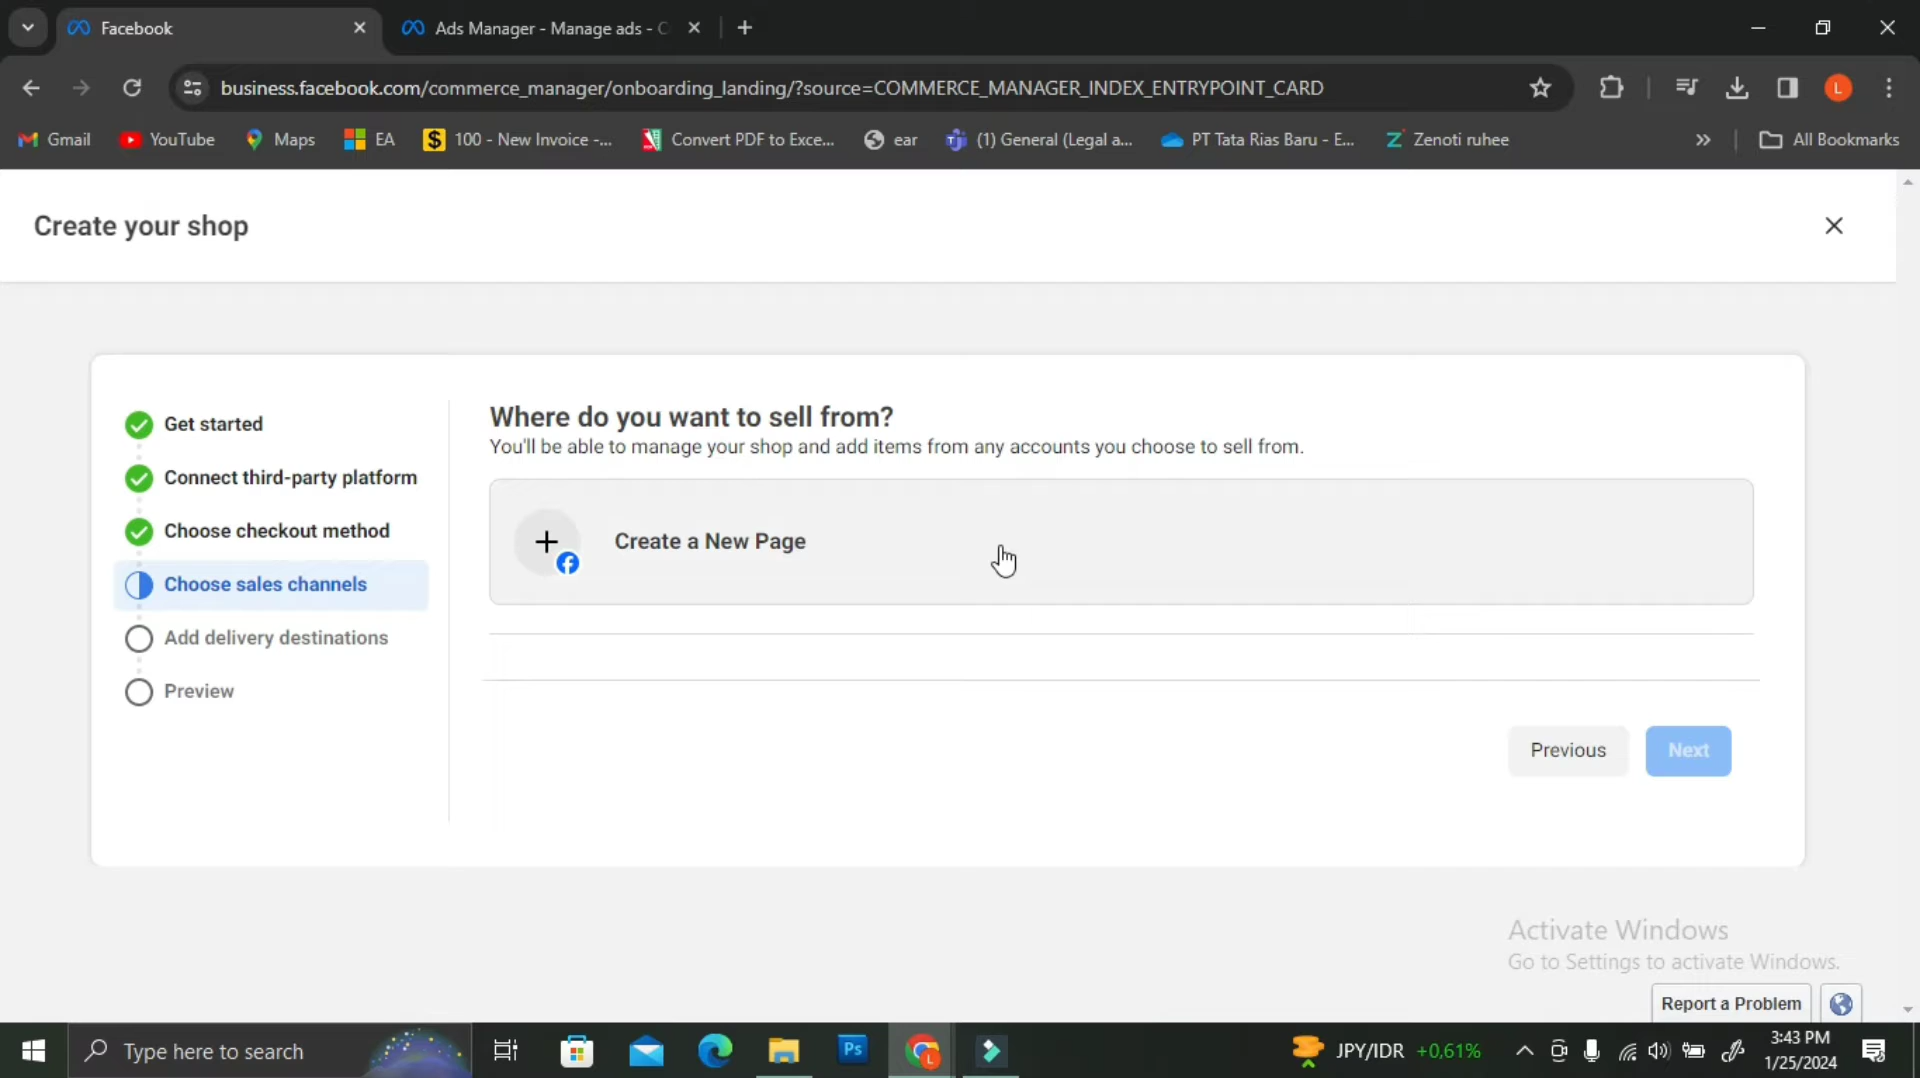 Facebook
Ads Manager - Manage ads - C
business.facebook.com/commerce_manager/onboarding_landing/?source=COMMERCE_MANAGER_INDEX_ENTRYPOINT_CARD
L
Gmail
YouTube
Maps
EA
100 - New Invoice -...
Convert PDF to Exce...
ear
(1) General (Legal a...
PT Tata Rias Baru - E...
Zenoti ruhee
All Bookmarks
Create your shop
Get started
Connect third-party platform
Choose checkout method
Choose sales channels
Add delivery destinations
Preview
Where do you want to sell from?
You'll be able to manage your shop and add items from any accounts you choose to sell from.
Create a New Page
Previous
Next
Activate Windows
Go to Settings to activate Windows.
Report a Problem
Type here to search
Ps
L
JPY/IDR +0,61%
3:43 PM
1/25/2024